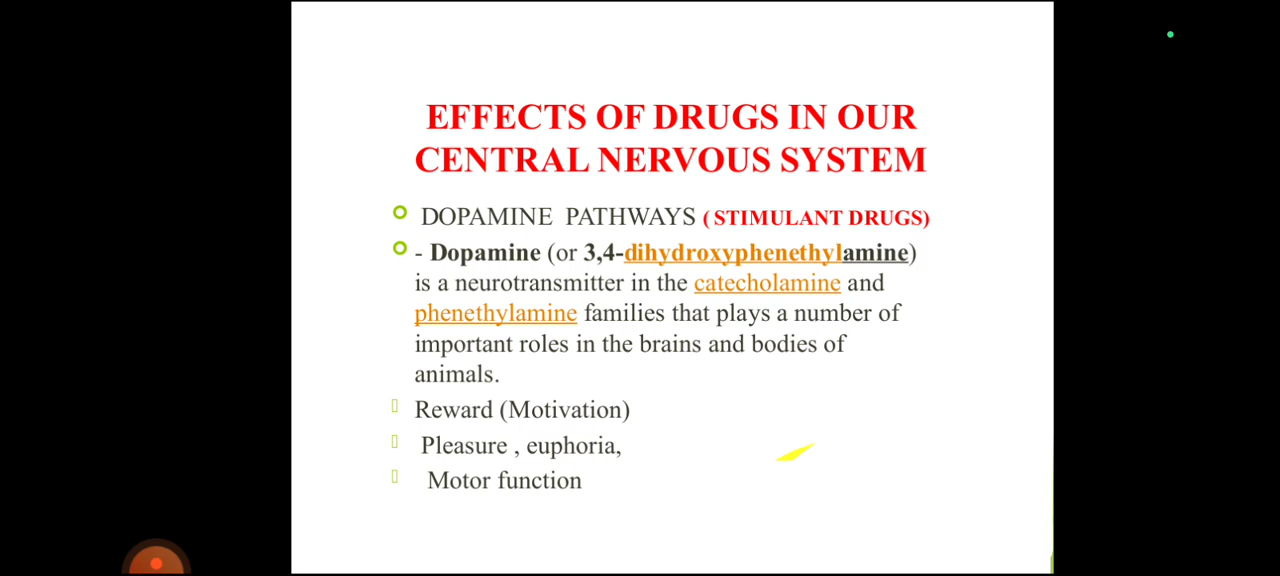 EFFECTS OF DRUGS IN OUR
CENTRAL NERVOUS SYSTEM
DOPAMINE PATHWAYS ( STIMULANT DRUGS)
- Dopamine (or 3,4-dihydroxyphenethylamine)
is a neurotransmitter in the catecholamine and
phenethylamine families that plays a number of
important roles in the brains and bodies of
animals.
Reward (Motivation)
Pleasure , euphoria,
Motor function